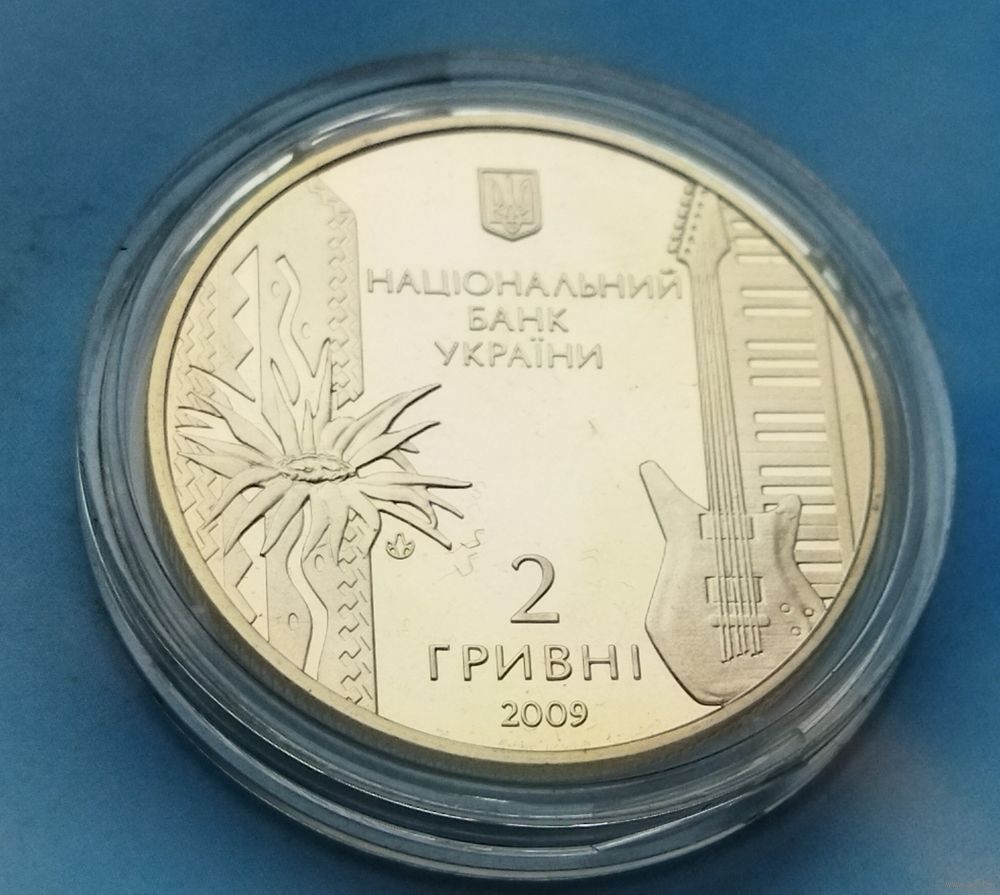 НАЦІОНАЛЬНИЙ
БАНК
УКРАЇНИ
2
ГРИВНІ
2009